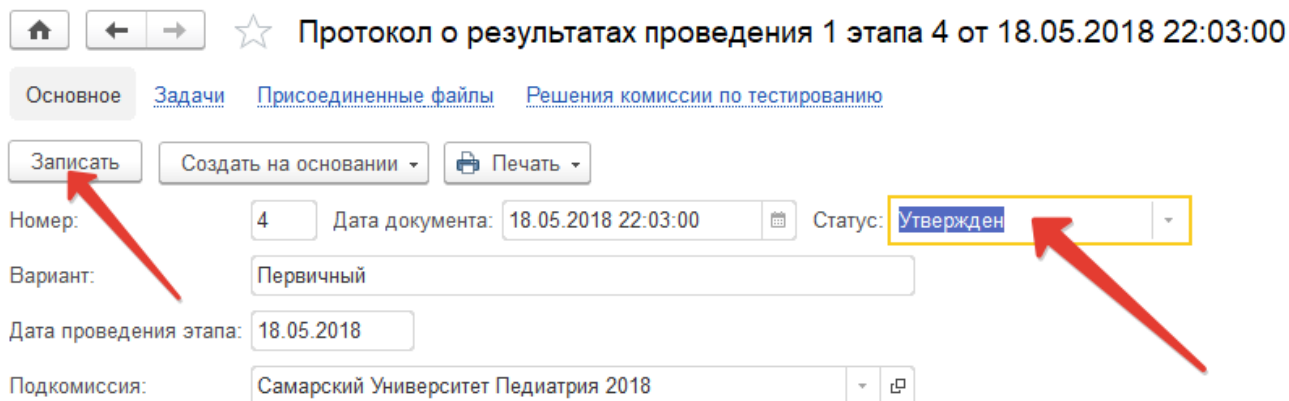 Протокол о результатах проведения 1 этапа 4 от 18.05.2018 22:03:00
Основное Задачи Присоединенные файлы Решения комиссии по тестированию
Записать Создать на основании Печать
Номер: 4 Дата документа: 18.05.2018 22:03:00 Статус: Утвержден
Вариант: Первичный
Дата проведения этапа: 18.05.2018
Подкомиссия: Самарский Университет Педиатрия 2018